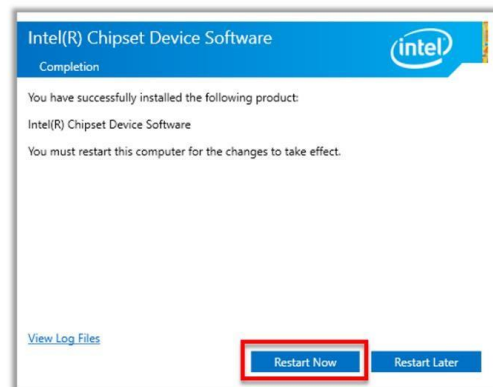 Intel(R) Chipset Device Software
intel
Completion
You have successfully installed the following product:
Intel(R) Chipset Device Software
You must restart this computer for the changes to take effect.
View Log Files
Restart Now
Restart Later